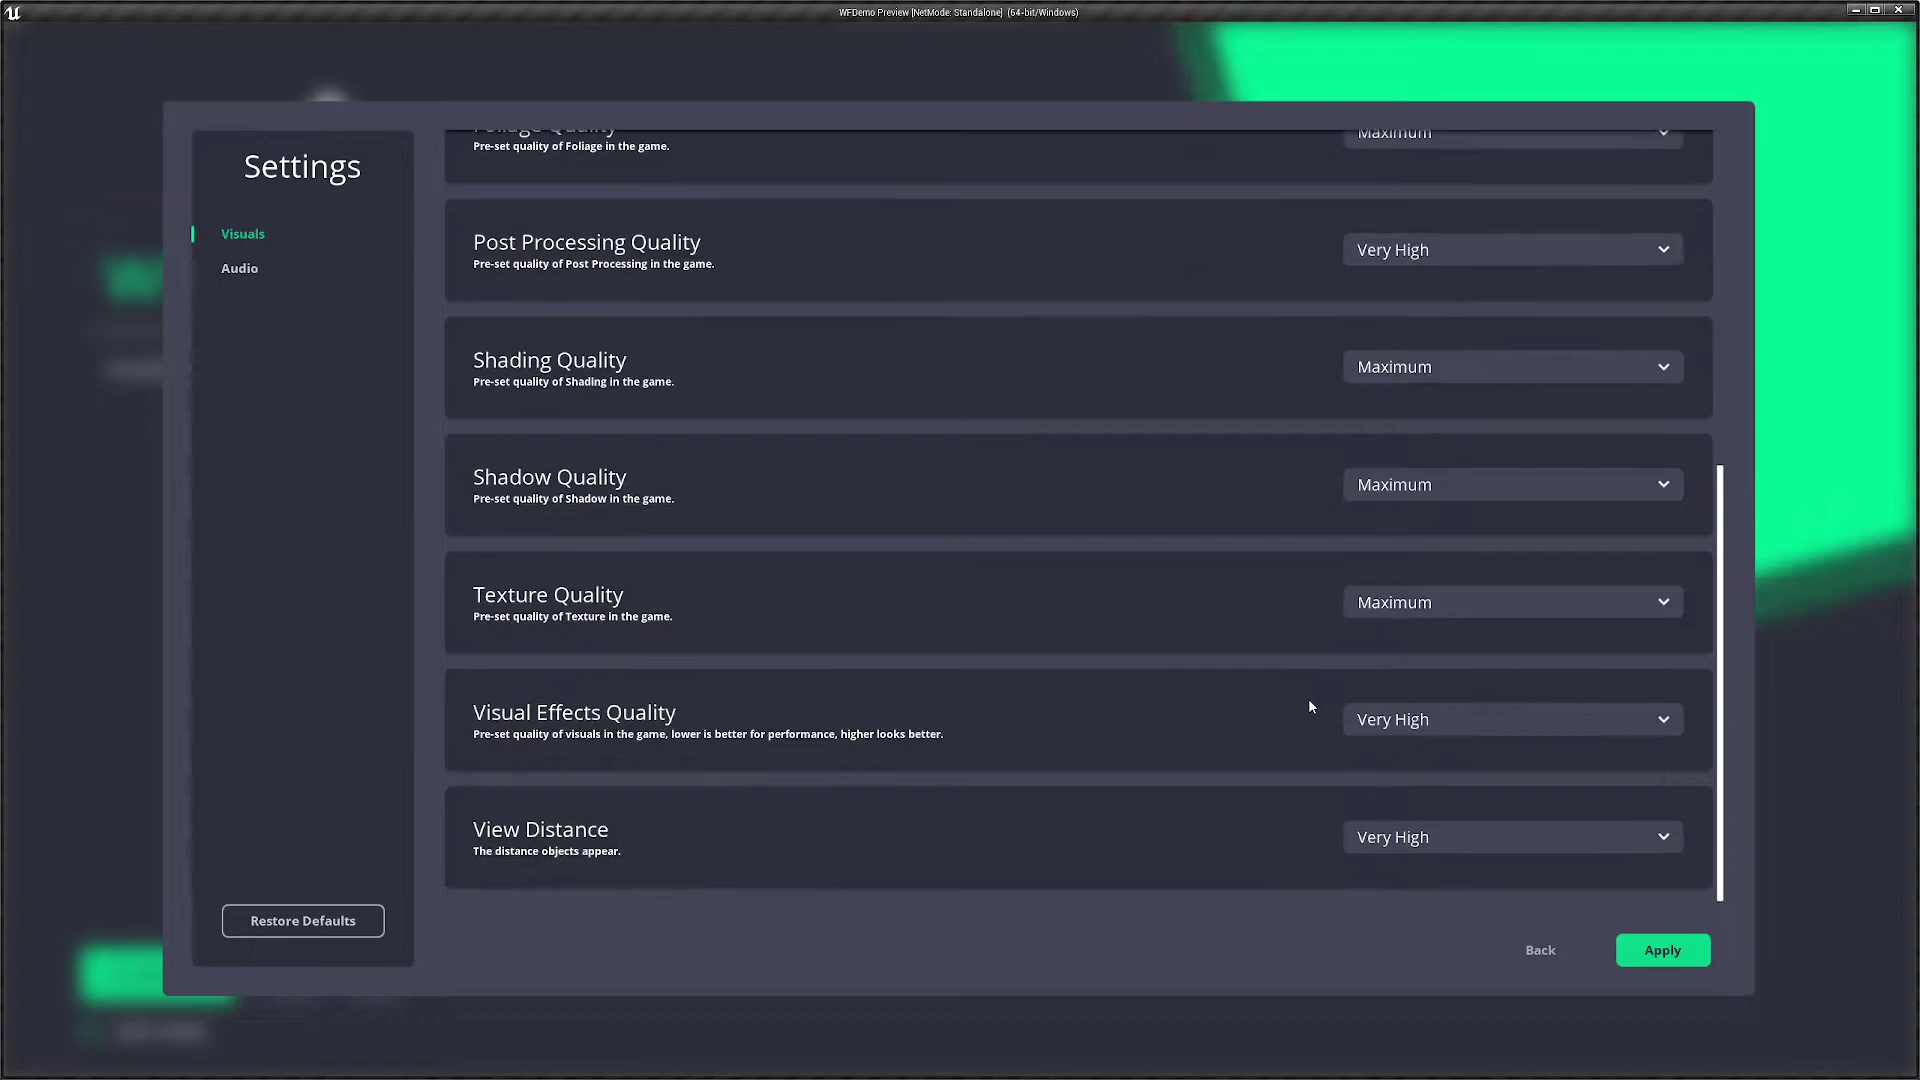 WFDemo Preview [NetMode: Standalone] (64-bit/Windows)
Settings
Visuals
Audio
Restore Defaults
Foliage Quality
Pre-set quality of Foliage in the game.
Maximum
Post Processing Quality
Pre-set quality of Post Processing in the game.
Very High
Shading Quality
Pre-set quality of Shading in the game.
Maximum
Shadow Quality
Pre-set quality of Shadow in the game.
Maximum
Texture Quality
Pre-set quality of Texture in the game.
Maximum
Visual Effects Quality
Pre-set quality of visuals in the game, lower is better for performance, higher looks better.
Very High
View Distance
The distance objects appear.
Very High
Back
Apply